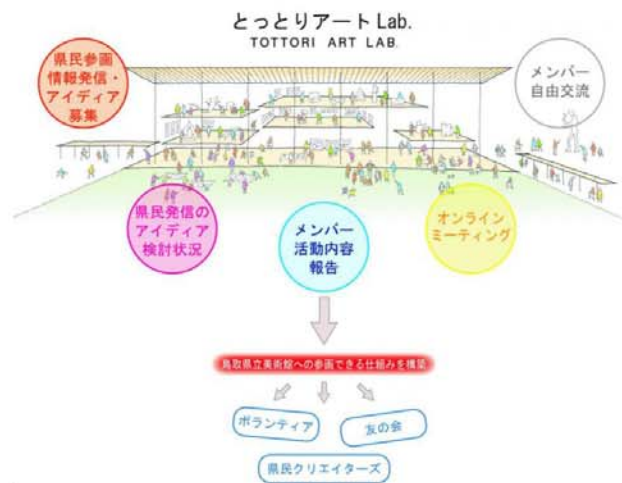 とっとりアートLab.
TOTTORI ART LAB.
県民参画
情報発信・
アイディア
募集
メンバー
自由交流
県民発信の
アイディア
検討状況
メンバー
活動内容
報告
オンライン
ミーティング
鳥取県立美術館への参画できる仕組みを構築
ボランティア
友の会
県民クリエイターズ